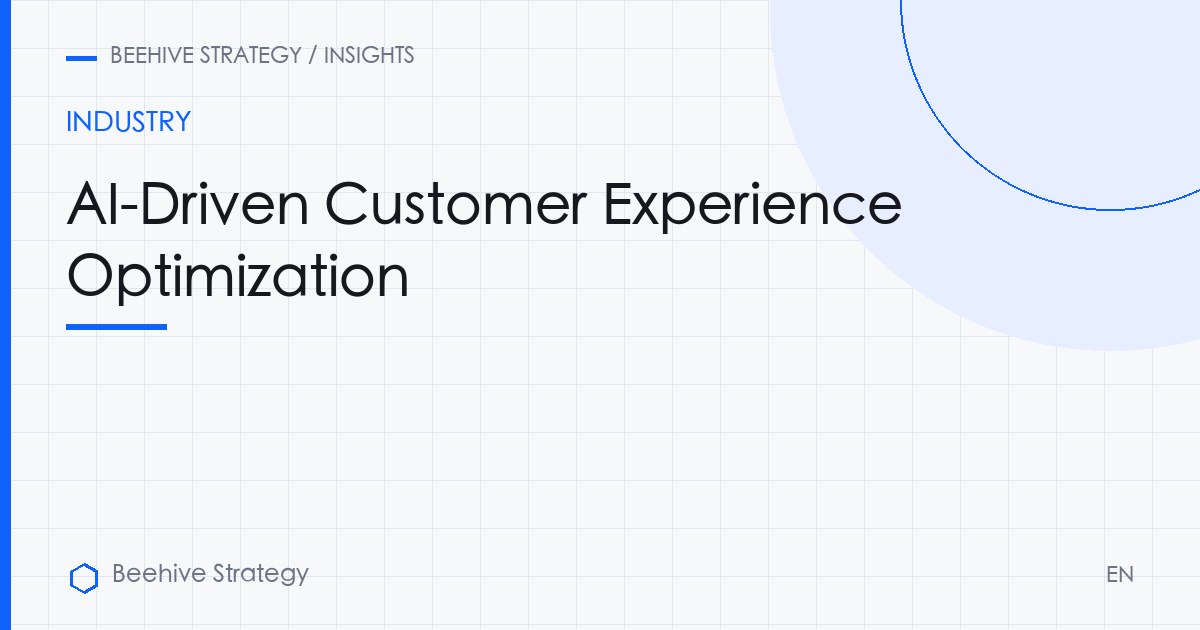 BEEHIVE STRATEGY / INSIGHTS
INDUSTRY
AI-Driven Customer Experience
Optimization
Beehive Strategy
EN